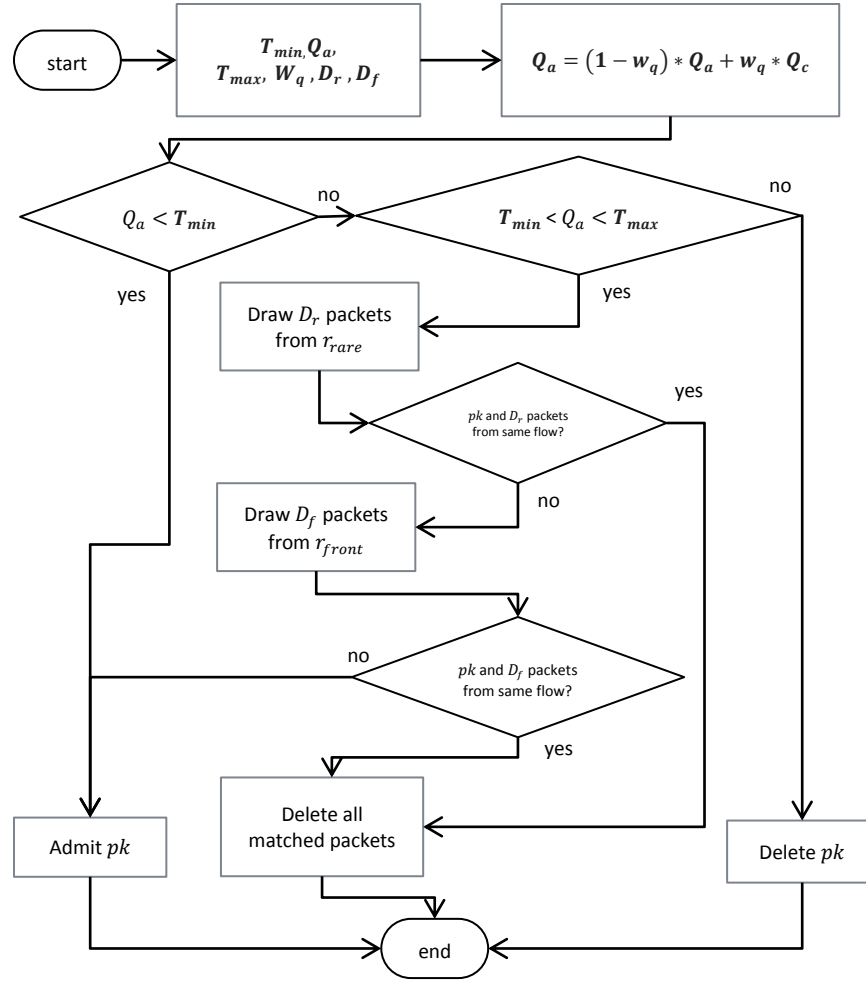 start
T_min, Q_a,
T_max, W_q, D_r, D_f
Q_a = (1 − w_q) * Q_a + w_q * Q_c
Q_a < T_min
no
T_min < Q_a < T_max
no
yes
yes
Draw D_r packets
from r_rare
pk and D_r packets
from same flow?
yes
no
Draw D_f packets
from r_front
no
pk and D_f packets
from same flow?
yes
Delete all
matched packets
Admit pk
Delete pk
end